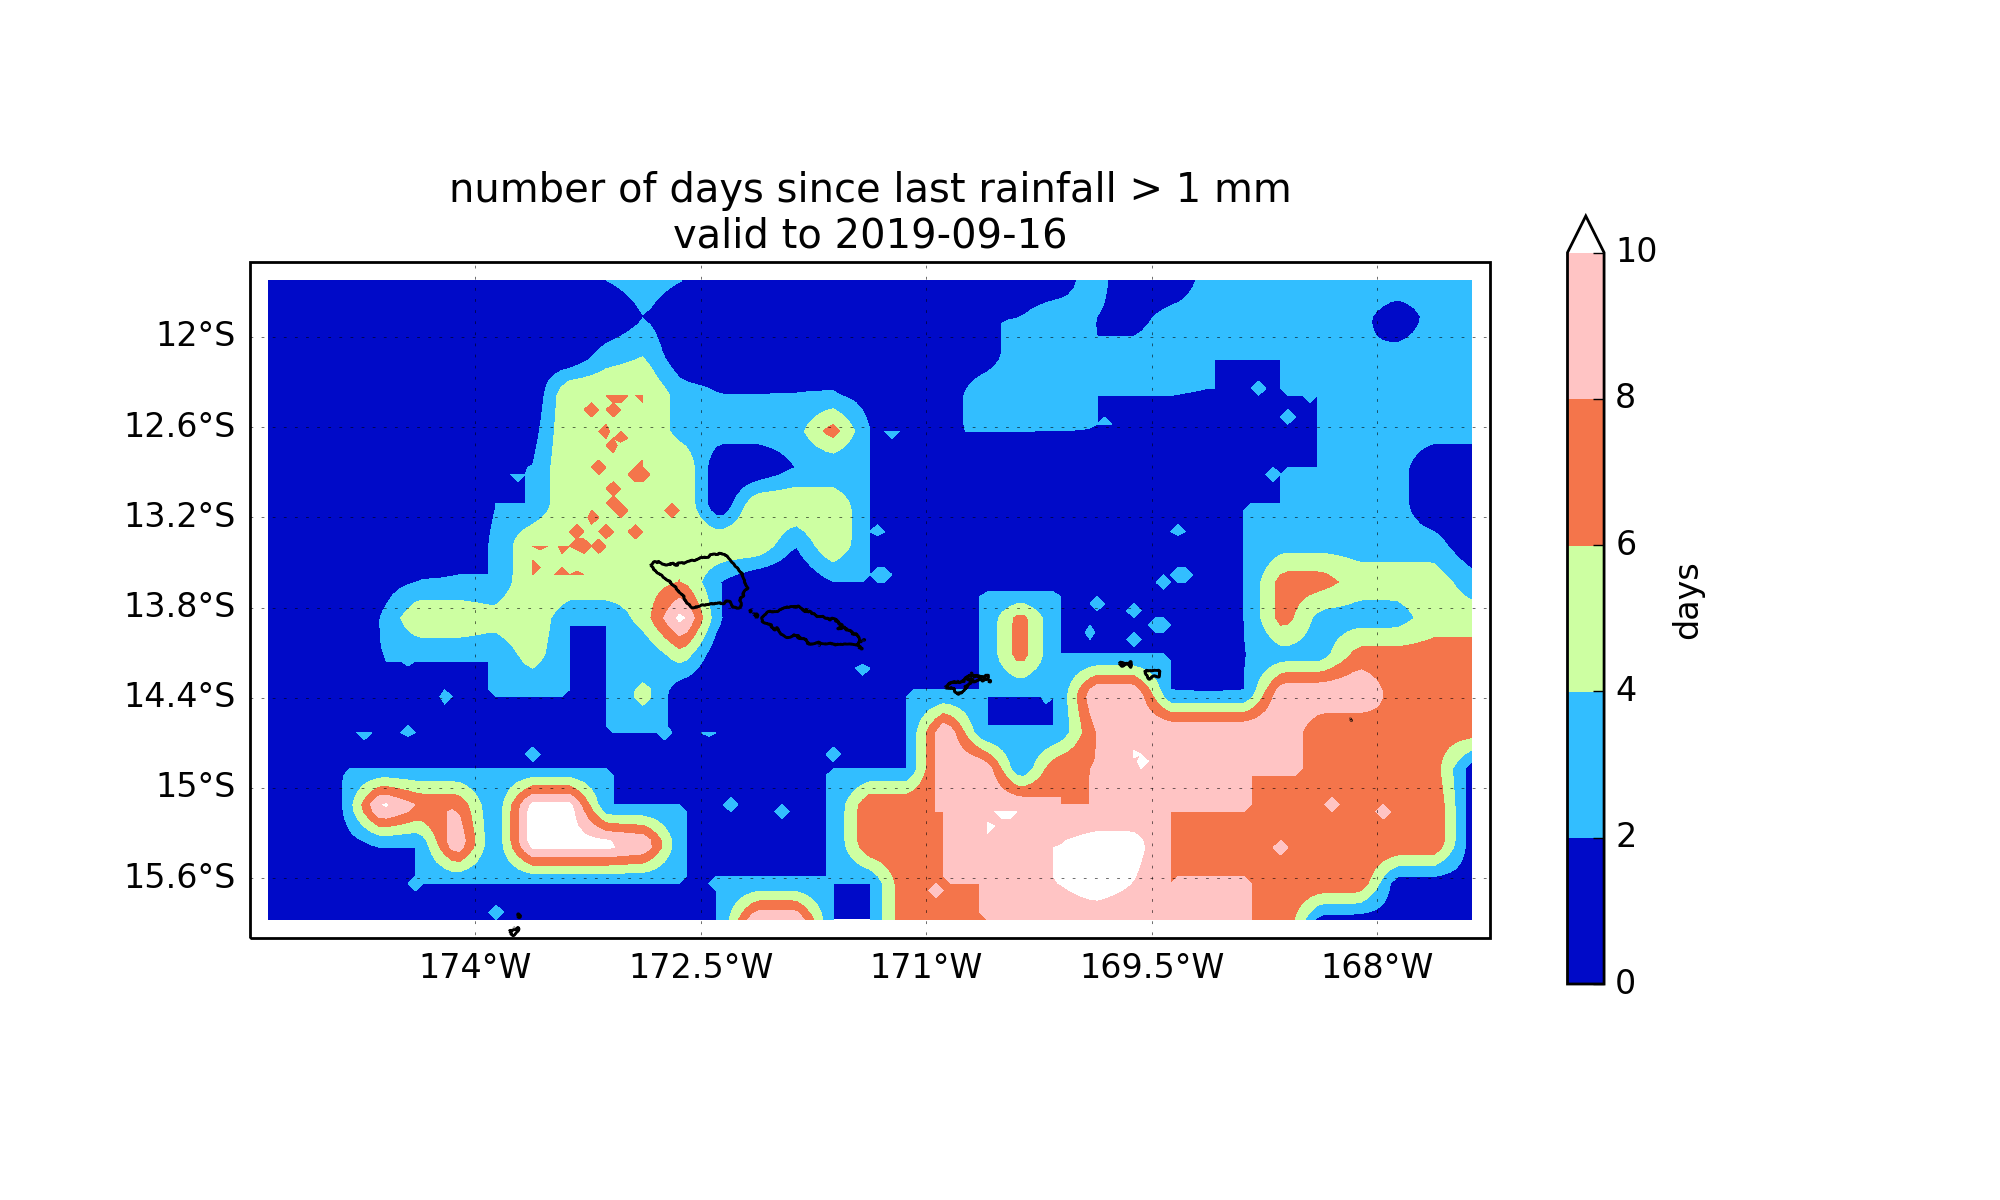 number of days since last rainfall > 1 mm
valid to 2019-09-16
12°S
12.6°S
13.2°S
13.8°S
14.4°S
15°S
15.6°S
174°W
172.5°W
171°W
169.5°W
168°W
10
8
6
4
2
0
days